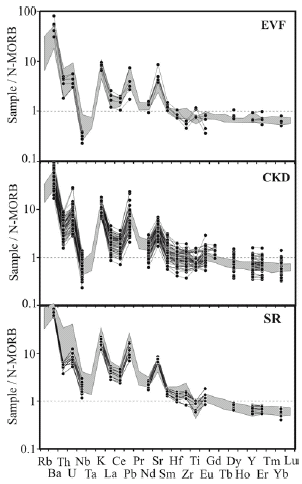 EVF
Sample / N-MORB
10
1
0.1
CKD
Sample / N-MORB
10
1
0.1
SR
Sample / N-MORB
10
1
0.1
Rb Th Nb K Ce Pr Sr Hf Ti Gd Dy Y Tm Lu
Ba U Ta La Pb Nd Sm Zr Eu Tb Ho Er Yb